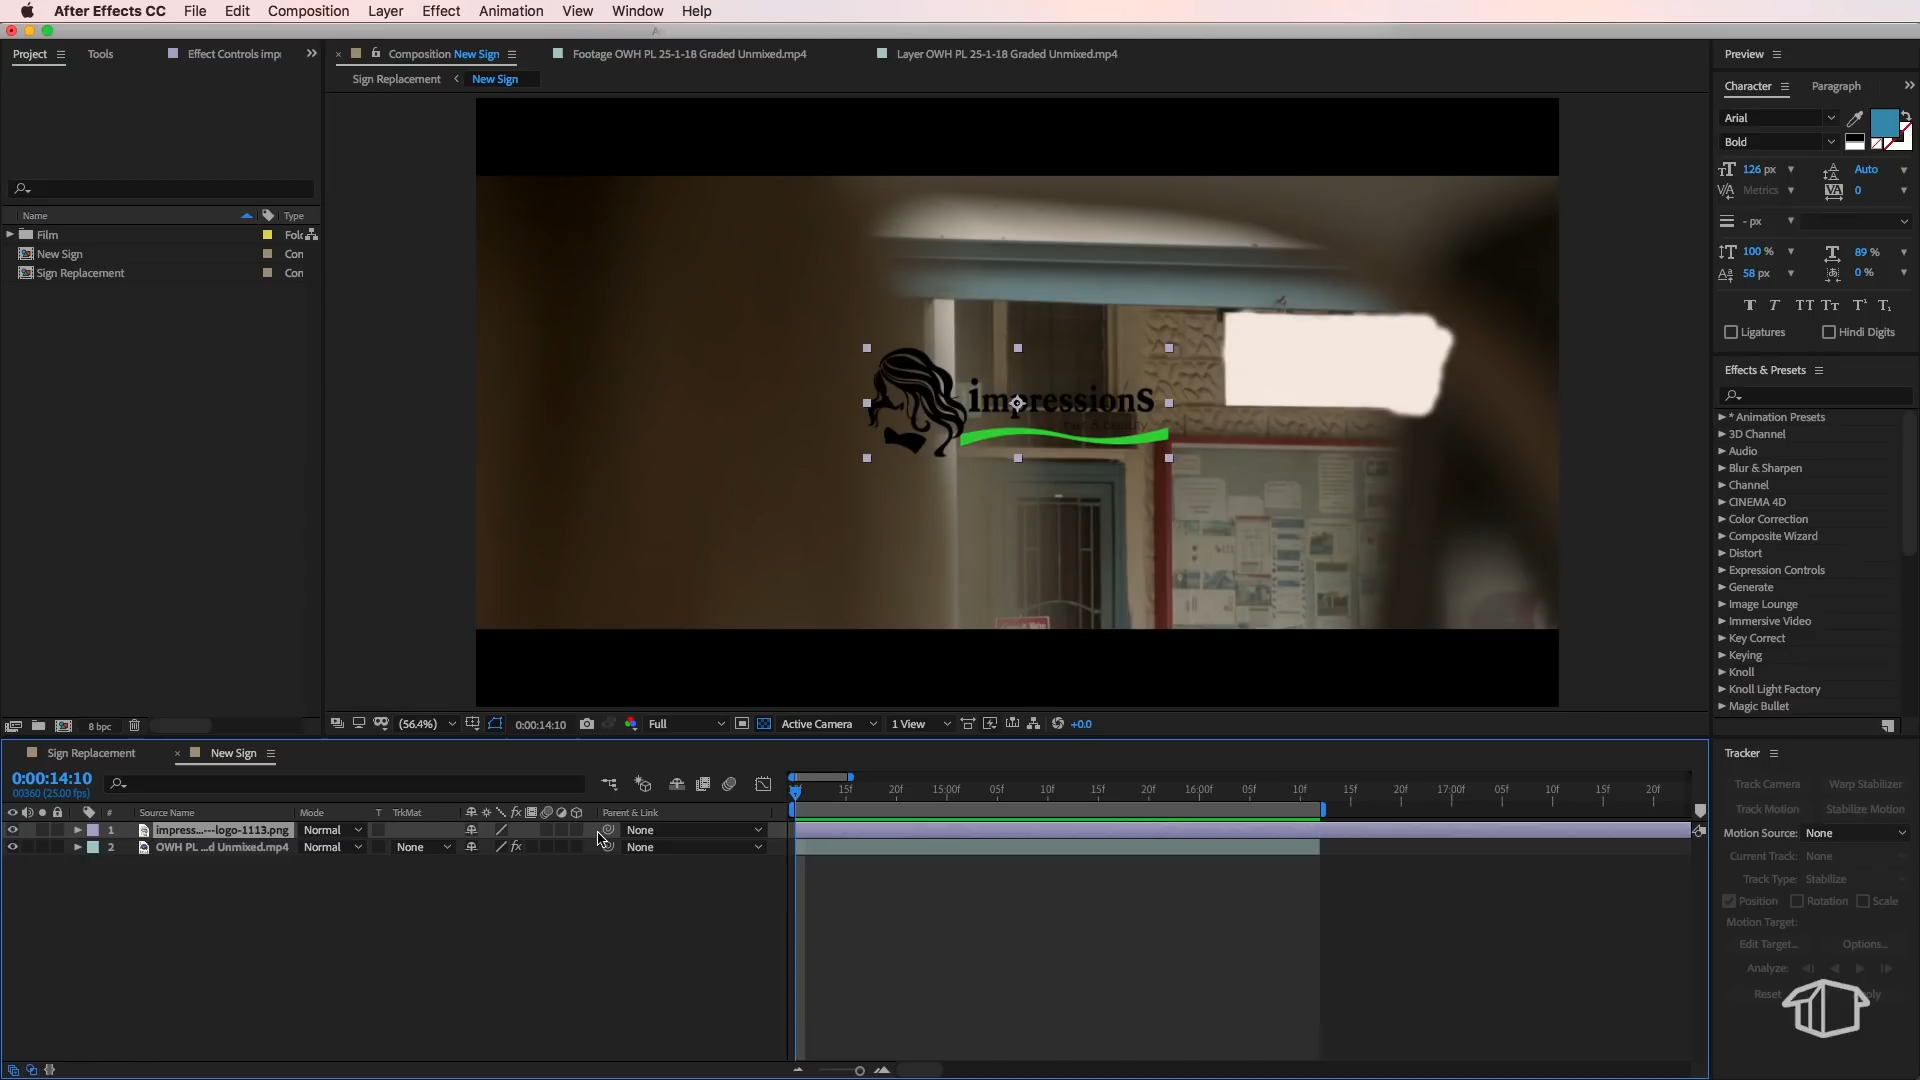 After Effects CC File Edit Composition Layer Effect Animation View Window Help
Project Tools Effect Controls imp
Composition New Sign Footage OWH PL 25-1-18 Graded Unmixed.mp4 Layer OWH PL 25-1-18 Graded Unmixed.mp4
Sign Replacement New Sign
Name Type
Film
New Sign Con
Sign Replacement Con
impressions
8 bpc
(56.4%) 0:00:14:10 Full Active Camera 1 View +0.0
Preview
Character Paragraph
Arial
Bold
126 px Auto
Metrics 0
- px
100 % 89 %
58 px 0 %
T T TT Tt T¹ T₁
Ligatures Hindi Digits
Effects & Presets
* Animation Presets
3D Channel
Audio
Blur & Sharpen
Channel
CINEMA 4D
Color Correction
Composite Wizard
Distort
Expression Controls
Generate
Image Lounge
Immersive Video
Key Correct
Keying
Knoll
Knoll Light Factory
Magic Bullet
Sign Replacement New Sign
0:00:14:10
00360 (25.00 fps)
15f 20f 15:00f 05f 10f 15f 20f 16:00f 05f 10f 15f 20f 17:00f 05f 10f 15f 20f
# Source Name Mode T TrkMat Parent & Link
1 impress...---logo-1113.png Normal None
2 OWH PL ...d Unmixed.mp4 Normal None fx None
Tracker
Track Camera Warp Stabilizer
Track Motion Stabilize Motion
Motion Source: None
Current Track: None
Track Type: Stabilize
Position Rotation Scale
Motion Target:
Edit Target... Options...
Analyze:
Reset